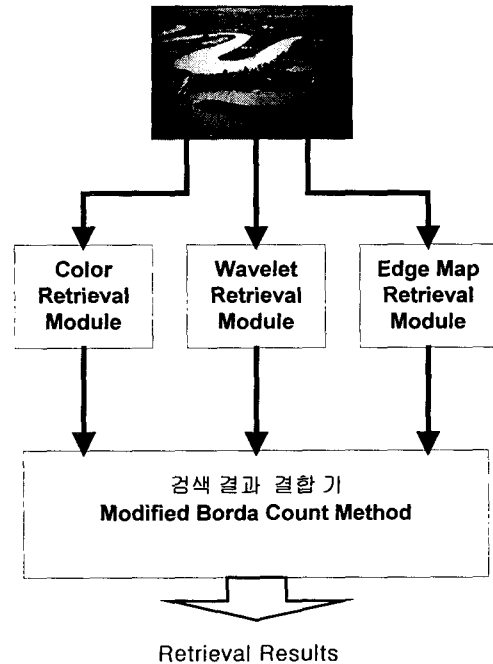 Color
Retrieval
Module
Wavelet
Retrieval
Module
Edge Map
Retrieval
Module
검색 결과 결합 기
Modified Borda Count Method
Retrieval Results